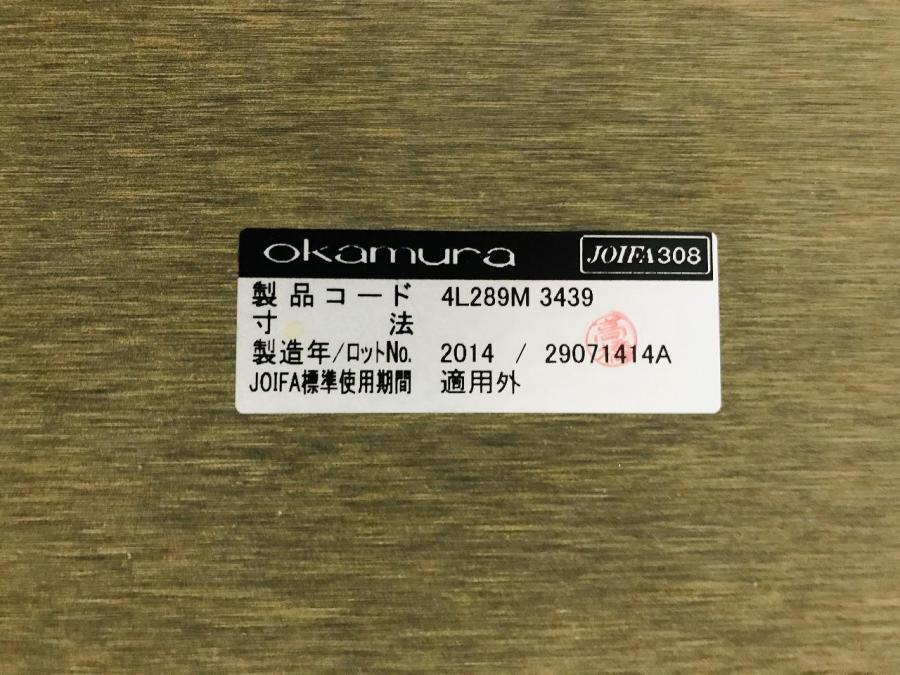 okamura JOIFA308
製品コード 4L289M 3439
寸法
製造年/ロットNo. 2014 / 29071414A
JOIFA標準使用期間 適用外